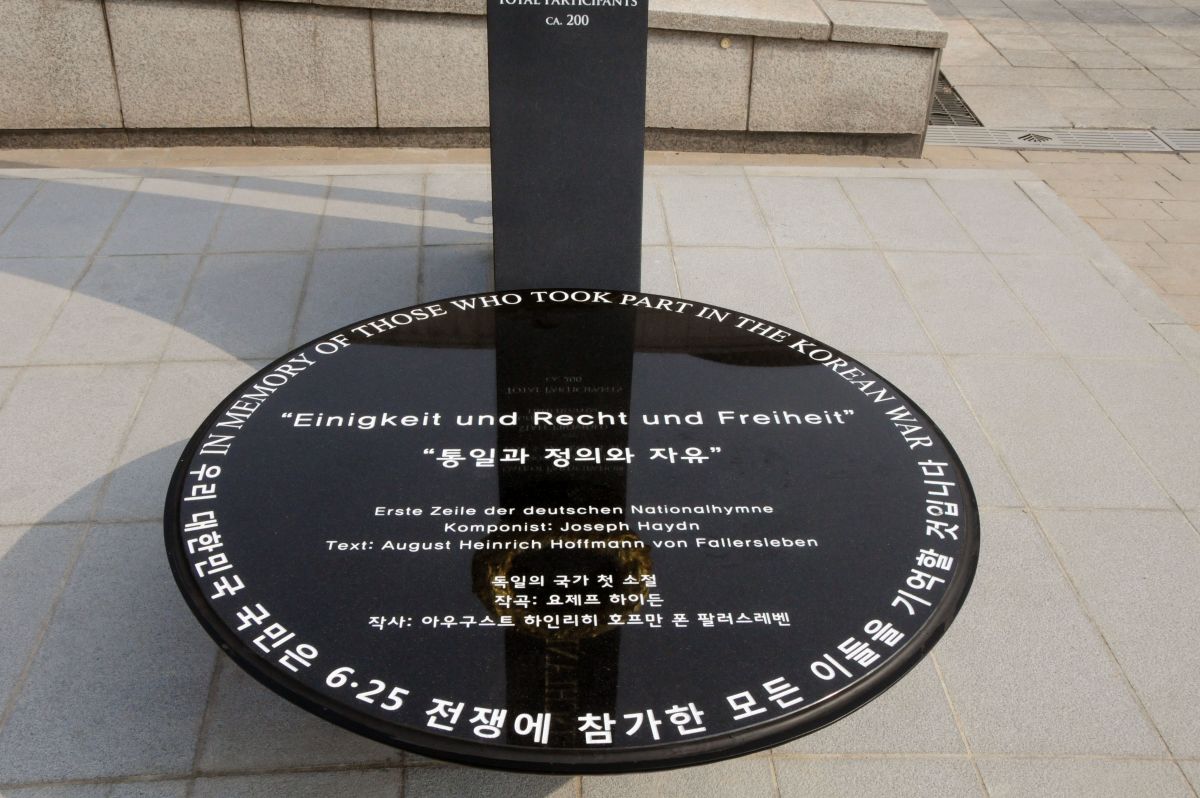 TOTAL PARTICIPANTS
CA. 200
IN MEMORY OF THOSE WHO TOOK PART IN THE KOREAN WAR
“Einigkeit und Recht und Freiheit”
“통일과 정의와 자유”
Erste Zeile der deutschen Nationalhymne
Komponist: Joseph Haydn
Text: August Heinrich Hoffmann von Fallersleben
독일의 국가 첫 소절
작곡: 요제프 하이든
작사: 아우구스트 하인리히 호프만 폰 팔러스레벤
우리 대한민국 국민은 6·25 전쟁에 참가한 모든 이들을 기억할 것입니다